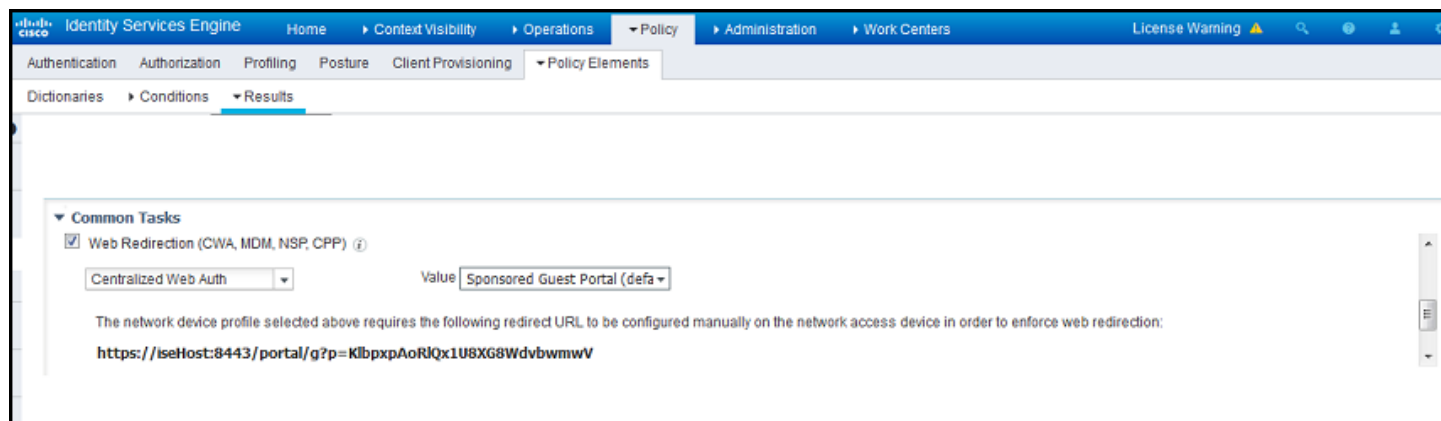 cisco Identity Services Engine Home Context Visibility Operations Policy Administration Work Centers License Warning
Authentication Authorization Profiling Posture Client Provisioning Policy Elements
Dictionaries Conditions Results
Common Tasks
Web Redirection (CWA, MDM, NSP, CPP)
Centralized Web Auth Value Sponsored Guest Portal (defa
The network device profile selected above requires the following redirect URL to be configured manually on the network access device in order to enforce web redirection:
https://iseHost:8443/portal/g?p=KlbpxpAoRlQx1U8XG8WdvbwmwV